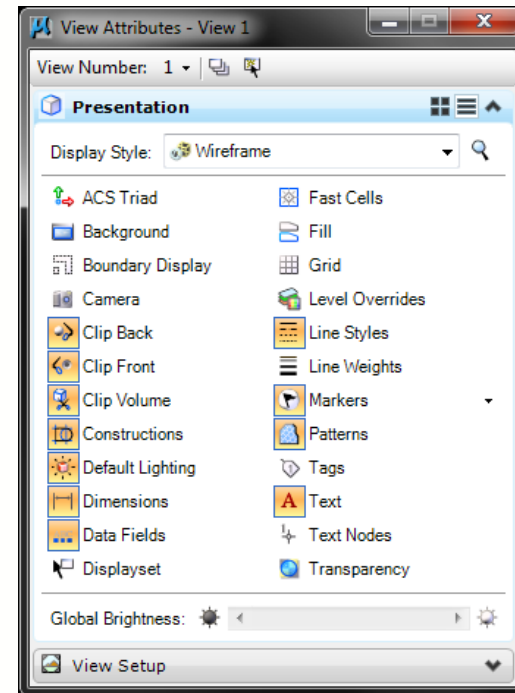 View Attributes - View 1
View Number: 1
Presentation
Display Style: Wireframe
ACS Triad
Fast Cells
Background
Fill
Boundary Display
Grid
Camera
Level Overrides
Clip Back
Line Styles
Clip Front
Line Weights
Clip Volume
Markers
Constructions
Patterns
Default Lighting
Tags
Dimensions
A Text
Data Fields
Text Nodes
Displayset
Transparency
Global Brightness:
View Setup